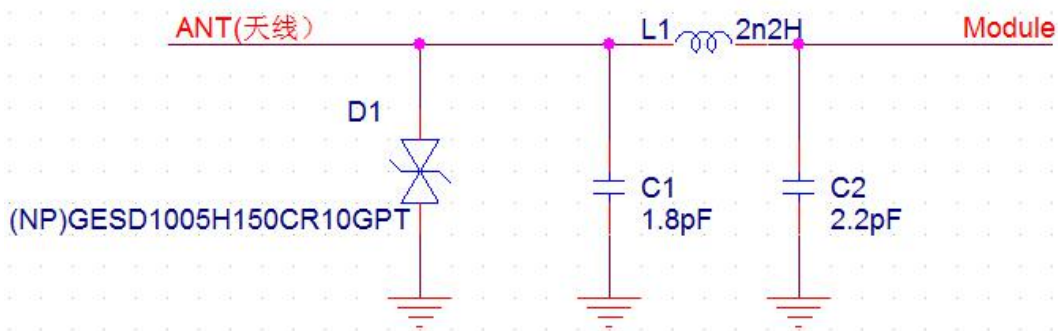 ANT(天线）
L1
2n2H
Module
D1
(NP)GESD1005H150CR10GPT
C1
1.8pF
C2
2.2pF